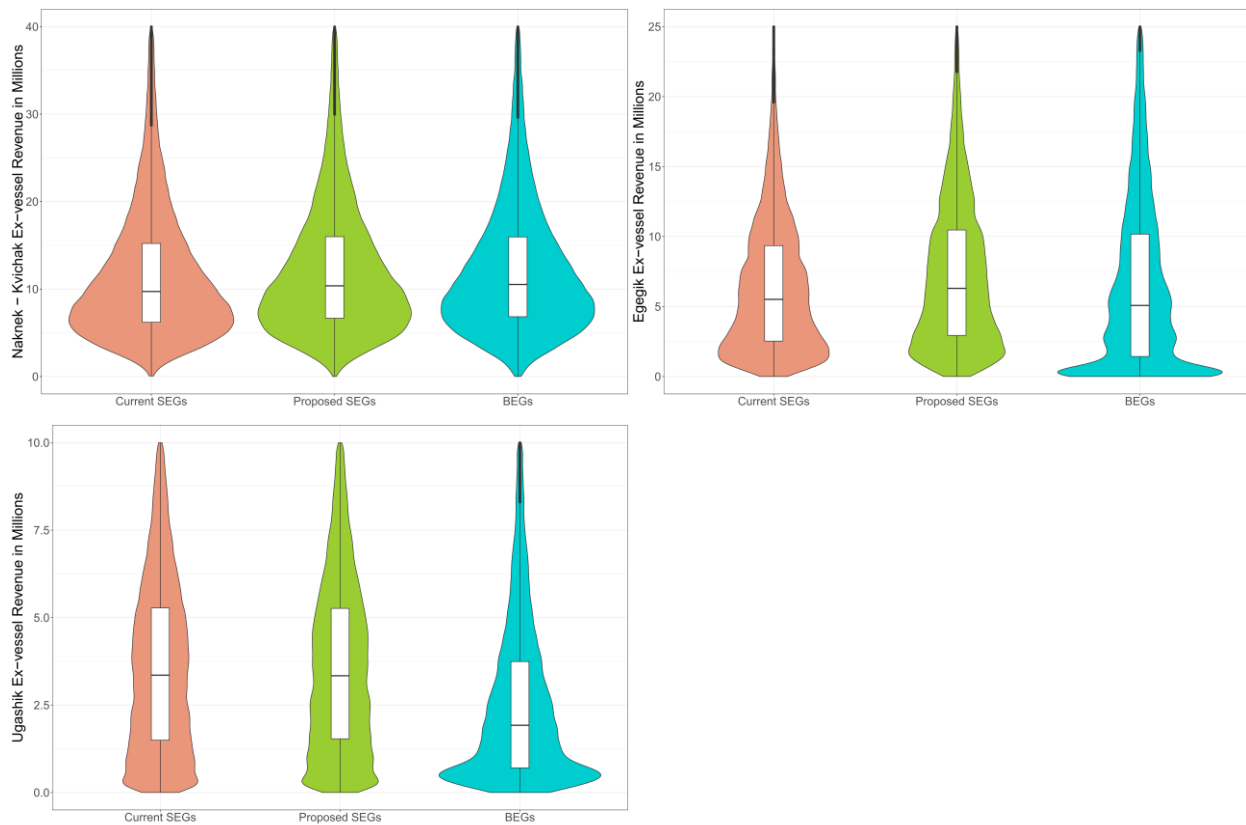 Naknek - Kvichak Ex-vessel Revenue in Millions
40
30
20
10
0
Current SEGs
Proposed SEGs
BEGs
Egegik Ex-vessel Revenue in Millions
25
20
15
10
5
0
Current SEGs
Proposed SEGs
BEGs
Ugashik Ex-vessel Revenue in Millions
10.0
7.5
5.0
2.5
0.0
Current SEGs
Proposed SEGs
BEGs